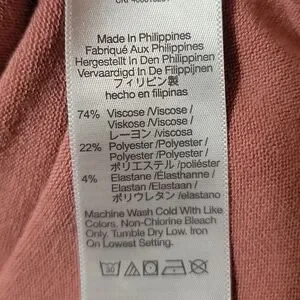 Made In Philippines
Fabriqué Aux Philippines
Hergestellt In Den Philippinen
Vervaardigd In De Filippijnen
フィリピン製
hecho en filipinas
74% Viscose /Viscose /
Viskose /Viscose /
レーヨン /viscosa
22% Polyester /Polyester /
Polyester /Polyester /
ポリエステル /poliéster
4% Elastane /Elasthanne /
Elastan /Elastaan /
ポリウレタン /elastano
Machine Wash Cold With Like
Colors. Non-Chlorine Bleach
Only. Tumble Dry Low. Iron
On Lowest Setting.